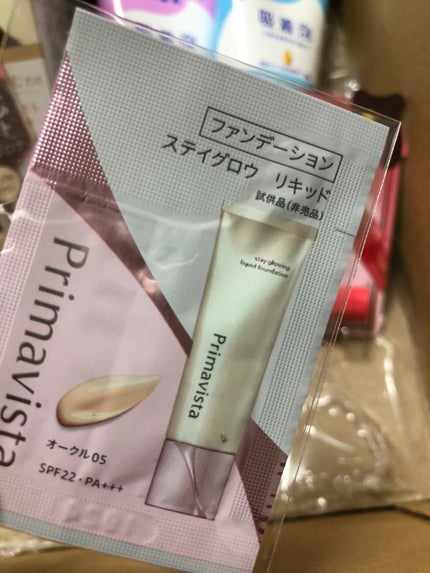 ファンデーション
ステイグロウ リキッド
試供品(非売品)
stay glowing
liquid foundation
Primavista
Primavista
オークル05
SPF22・PA+++